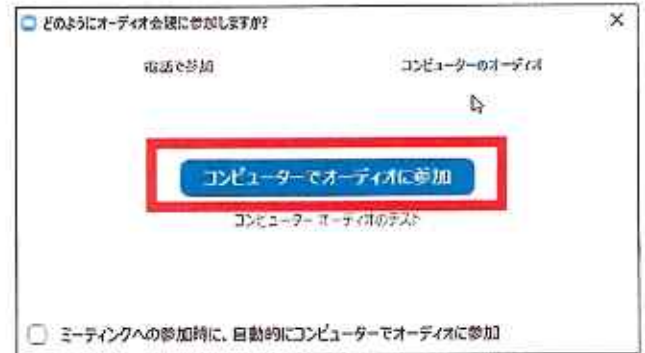 どのようにオーディオ会議に参加しますか?
電話で参加 コンピューターのオーディオ
コンピューターでオーディオに参加
コンピューター オーディオのテスト
ミーティングへの参加時に、自動的にコンピューターでオーディオに参加